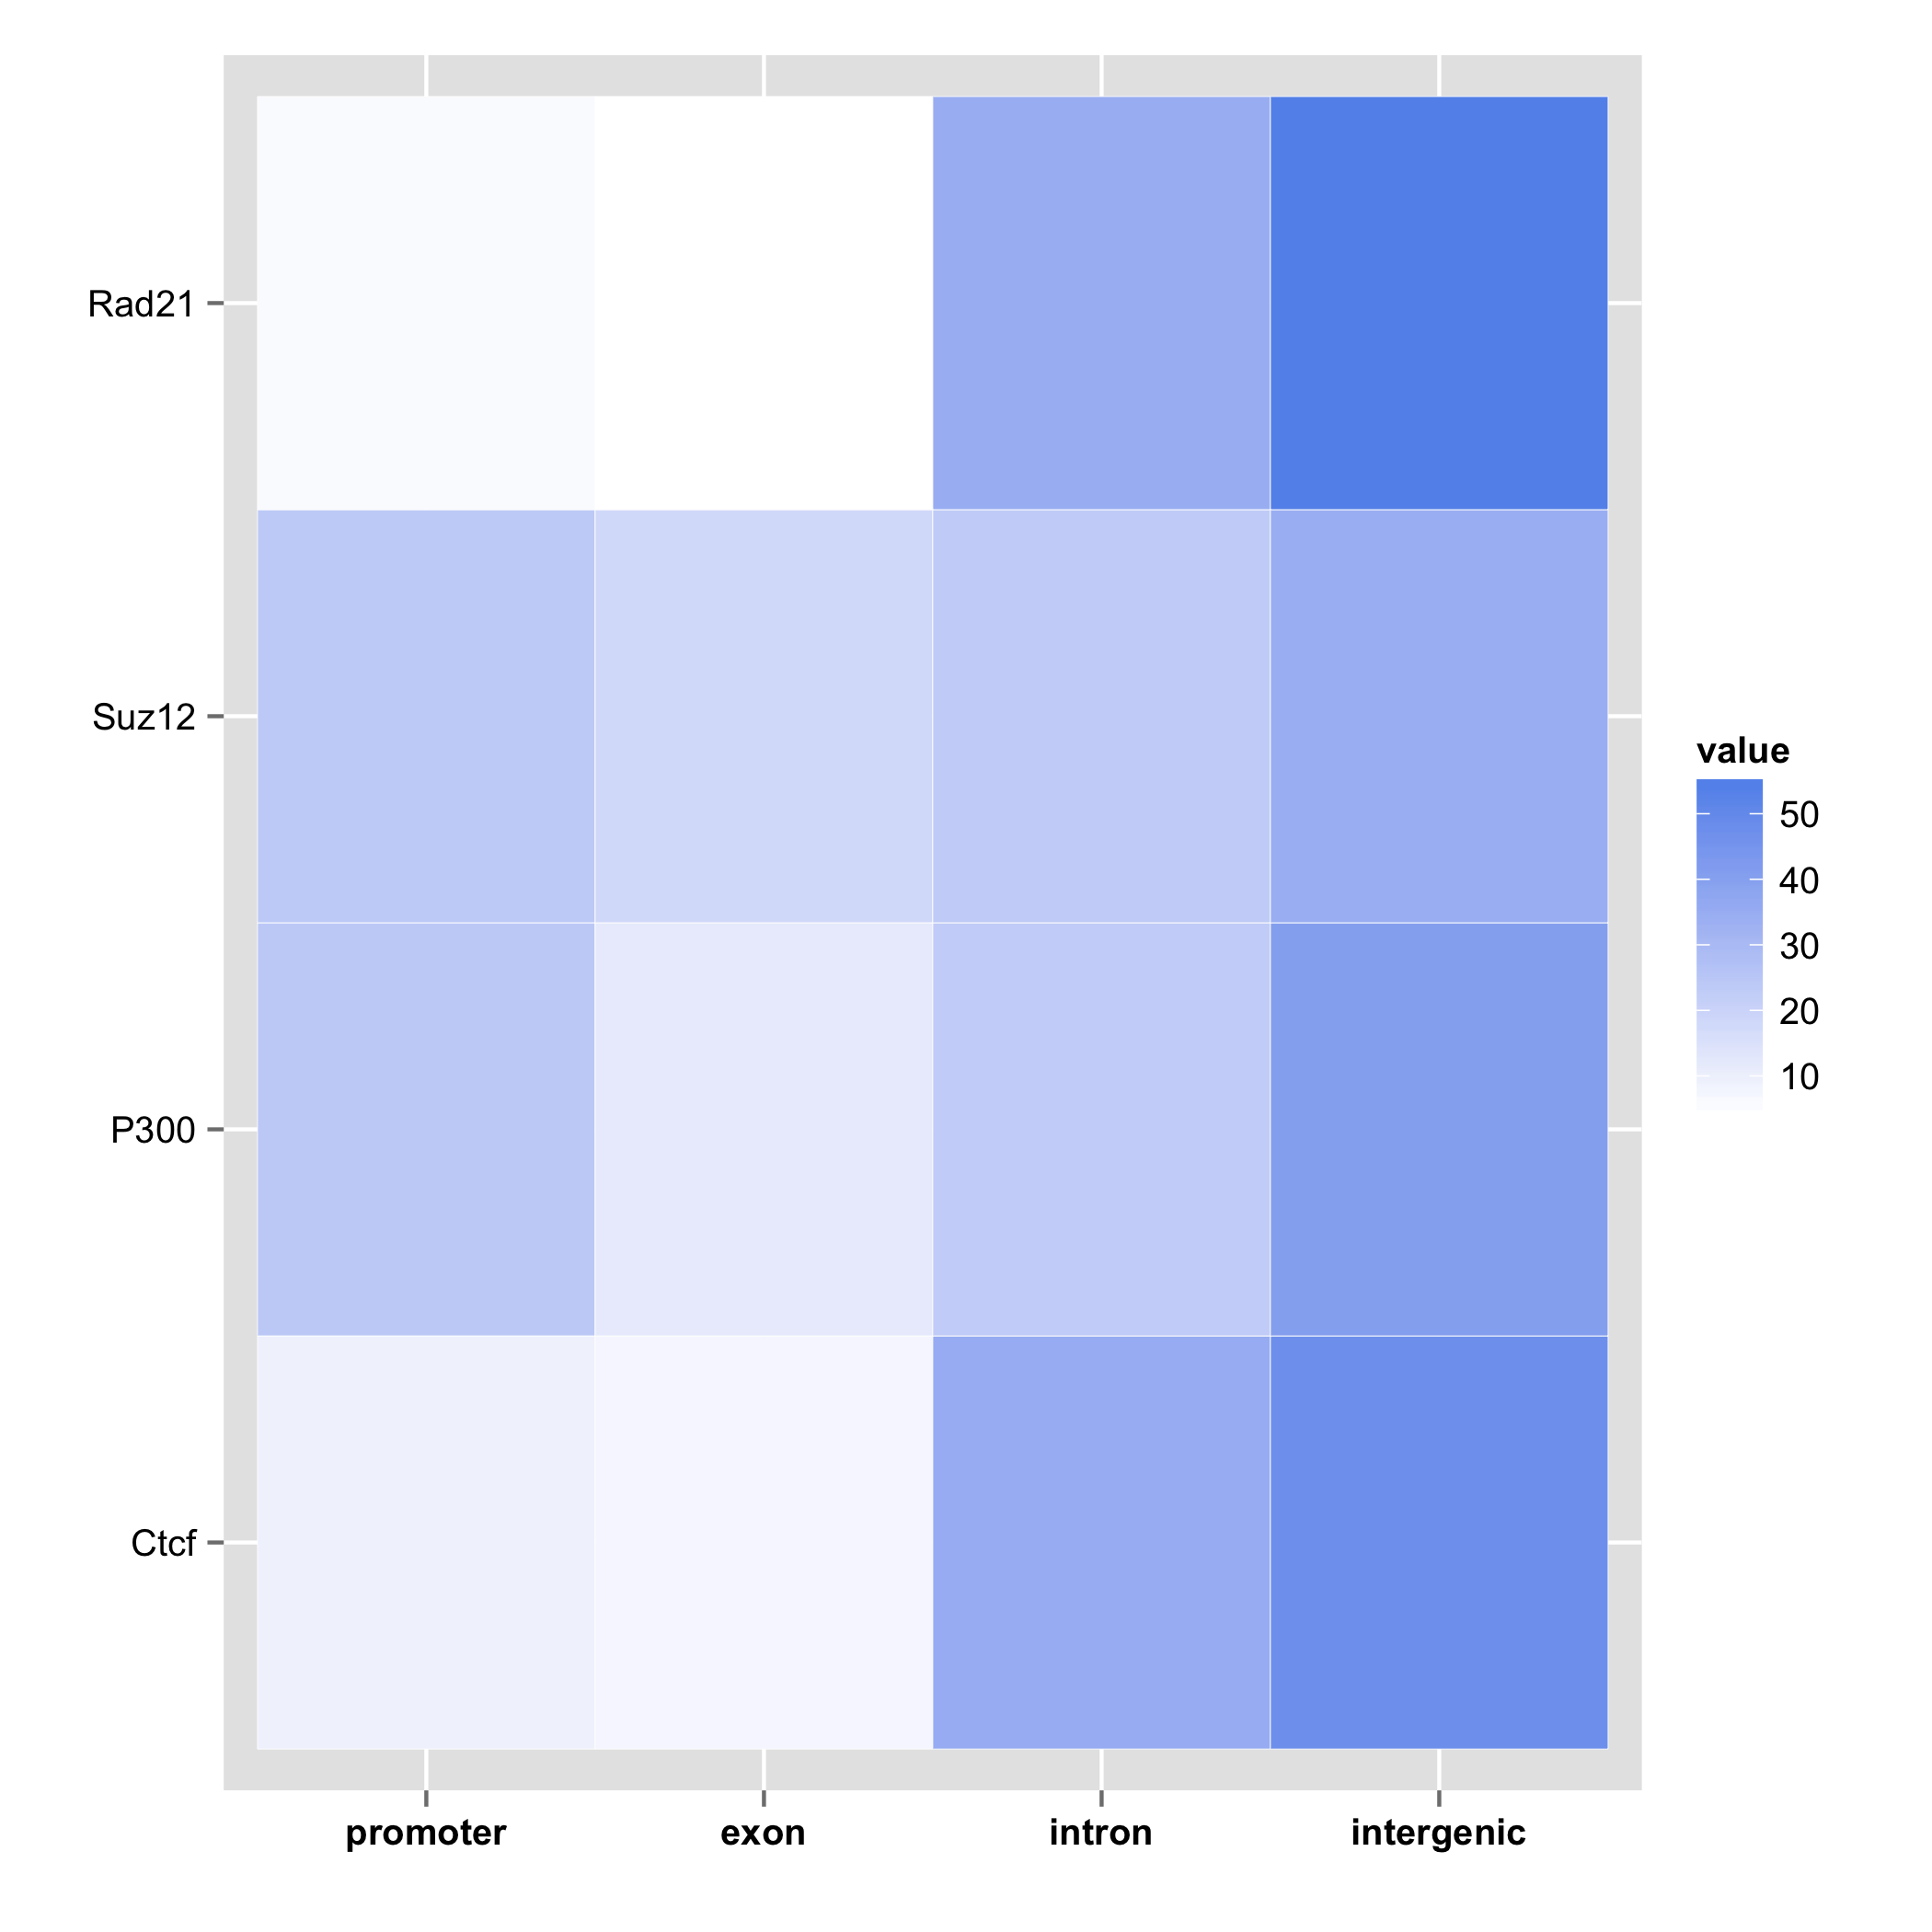 Rad21
Suz12
P300
Ctcf
promoter exon intron intergenic
value
50
40
30
20
10